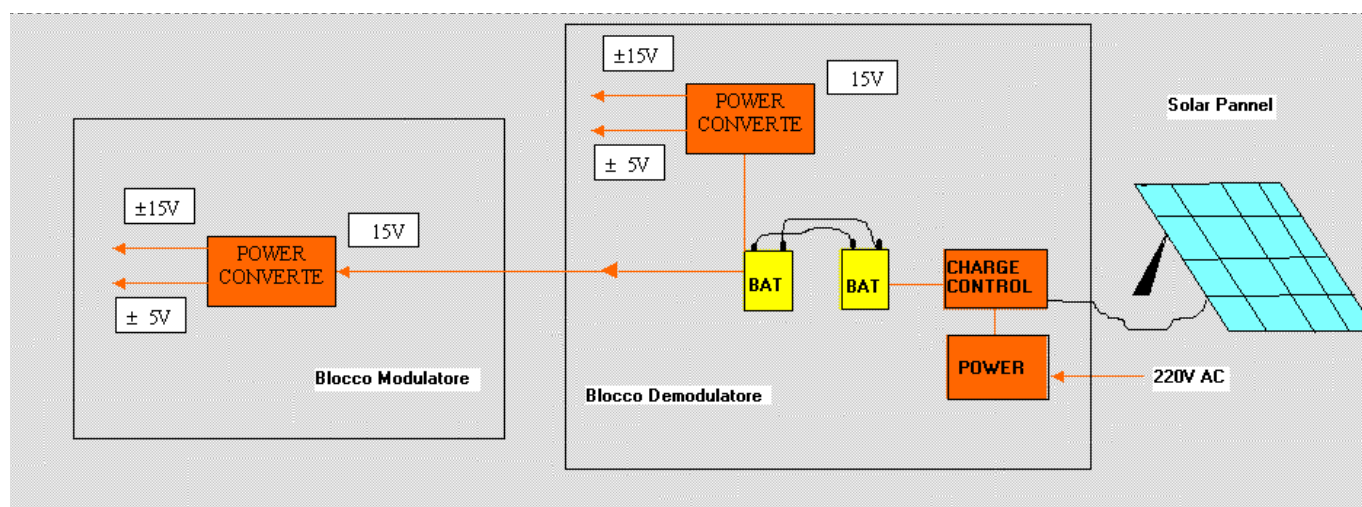 ±15V
15V
POWER
CONVERTE
± 5V
Solar Pannel
±15V
15V
POWER
CONVERTE
± 5V
BAT
BAT
CHARGE
CONTROL
POWER
220V AC
Blocco Modulatore
Blocco Demodulatore